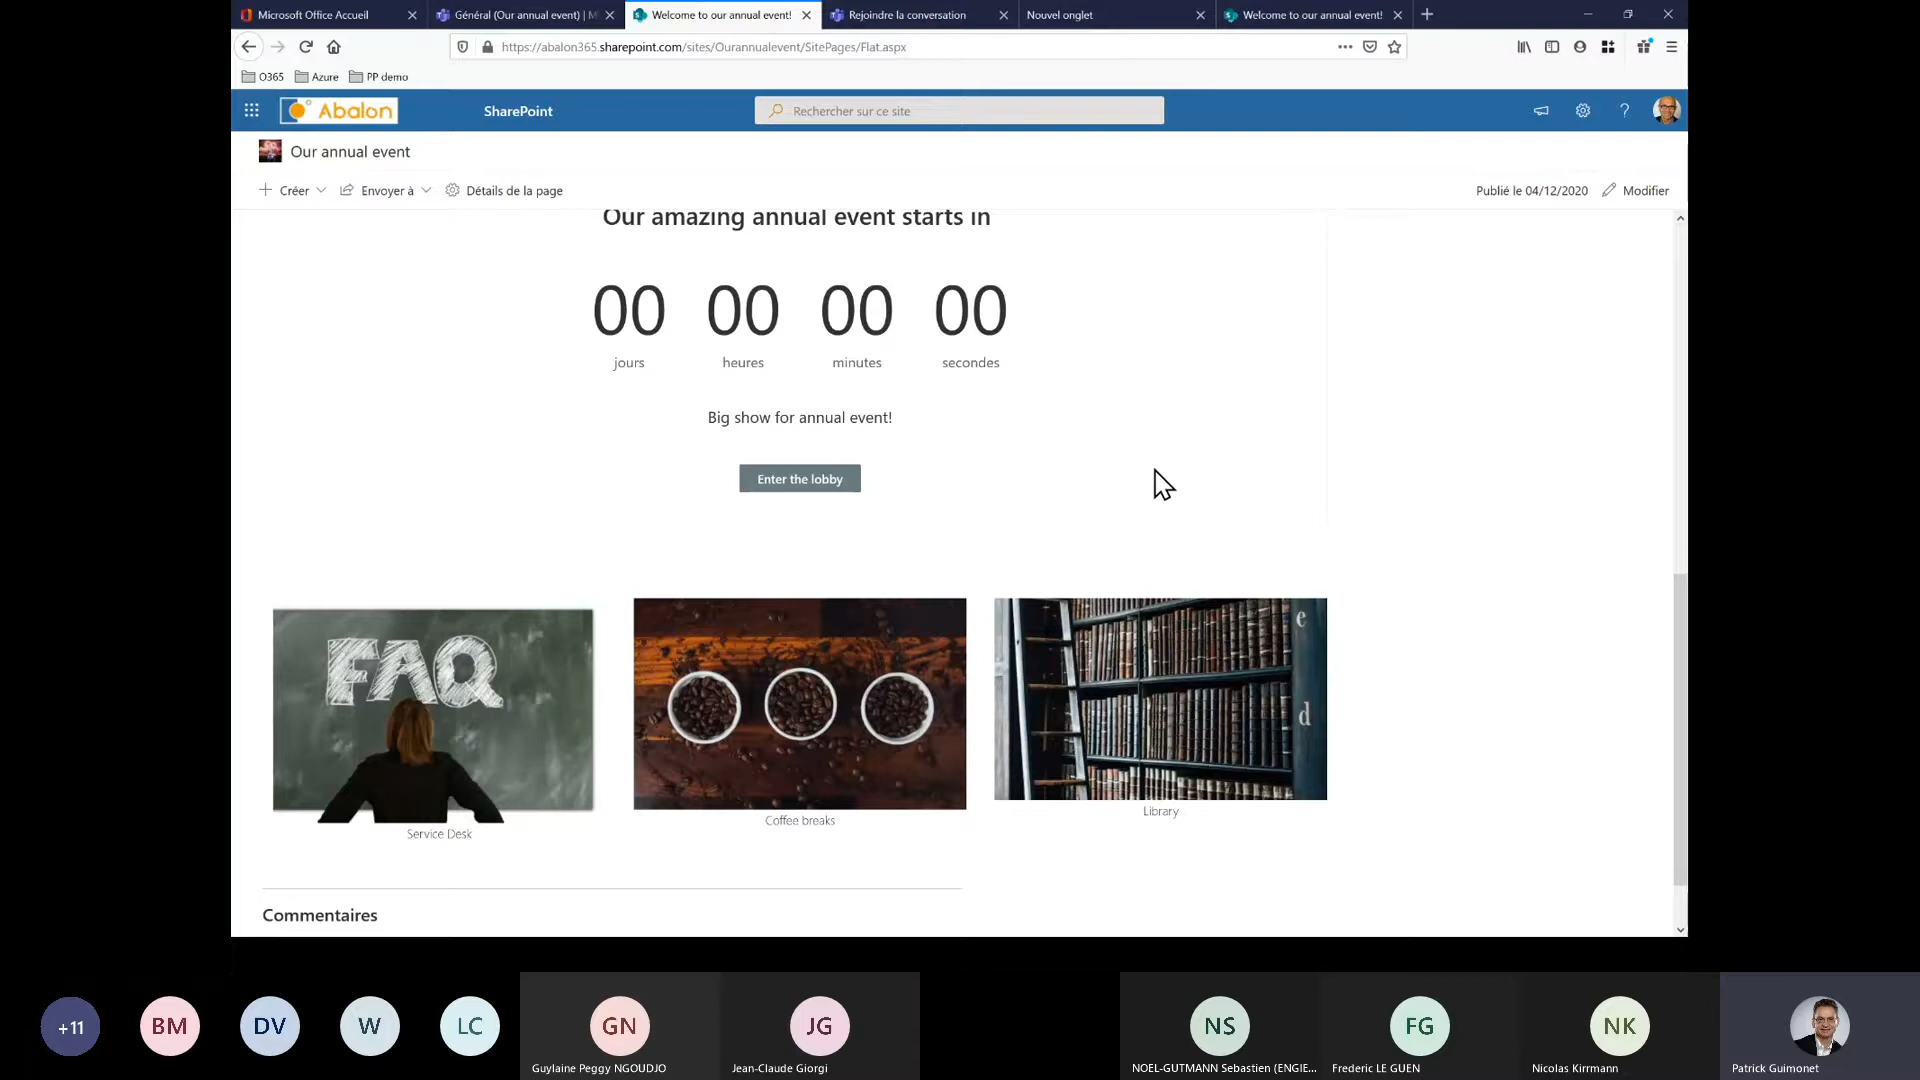 Microsoft Office Accueil
Général (Our annual event) | M
Welcome to our annual event!
Rejoindre la conversation
Nouvel onglet
Welcome to our annual event!
https://abalon365.sharepoint.com/sites/Ourannualevent/SitePages/Flat.aspx
O365
Azure
PP demo
Abalon
SharePoint
Rechercher sur ce site
Our annual event
Créer
Envoyer à
Détails de la page
Publié le 04/12/2020
Modifier
Our amazing annual event starts in
00 00 00 00
jours heures minutes secondes
Big show for annual event!
Enter the lobby
FAQ
e
d
Service Desk
Coffee breaks
Library
Commentaires
+11
BM
DV
W
LC
GN
JG
NS
FG
NK
Guylaine Peggy NGOUDJO
Jean-Claude Giorgi
NOEL-GUTMANN Sebastien (ENGIE...
Frederic LE GUEN
Nicolas Kirrmann
Patrick Guimonet